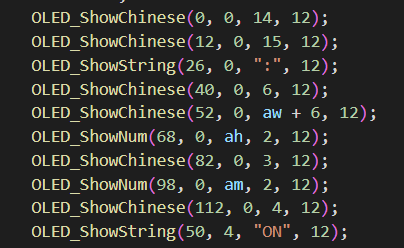 OLED_ShowChinese(0, 0, 14, 12);
OLED_ShowChinese(12, 0, 15, 12);
OLED_ShowString(26, 0, ":", 12);
OLED_ShowChinese(40, 0, 6, 12);
OLED_ShowChinese(52, 0, aw + 6, 12);
OLED_ShowNum(68, 0, ah, 2, 12);
OLED_ShowChinese(82, 0, 3, 12);
OLED_ShowNum(98, 0, am, 2, 12);
OLED_ShowChinese(112, 0, 4, 12);
OLED_ShowString(50, 4, "ON", 12);